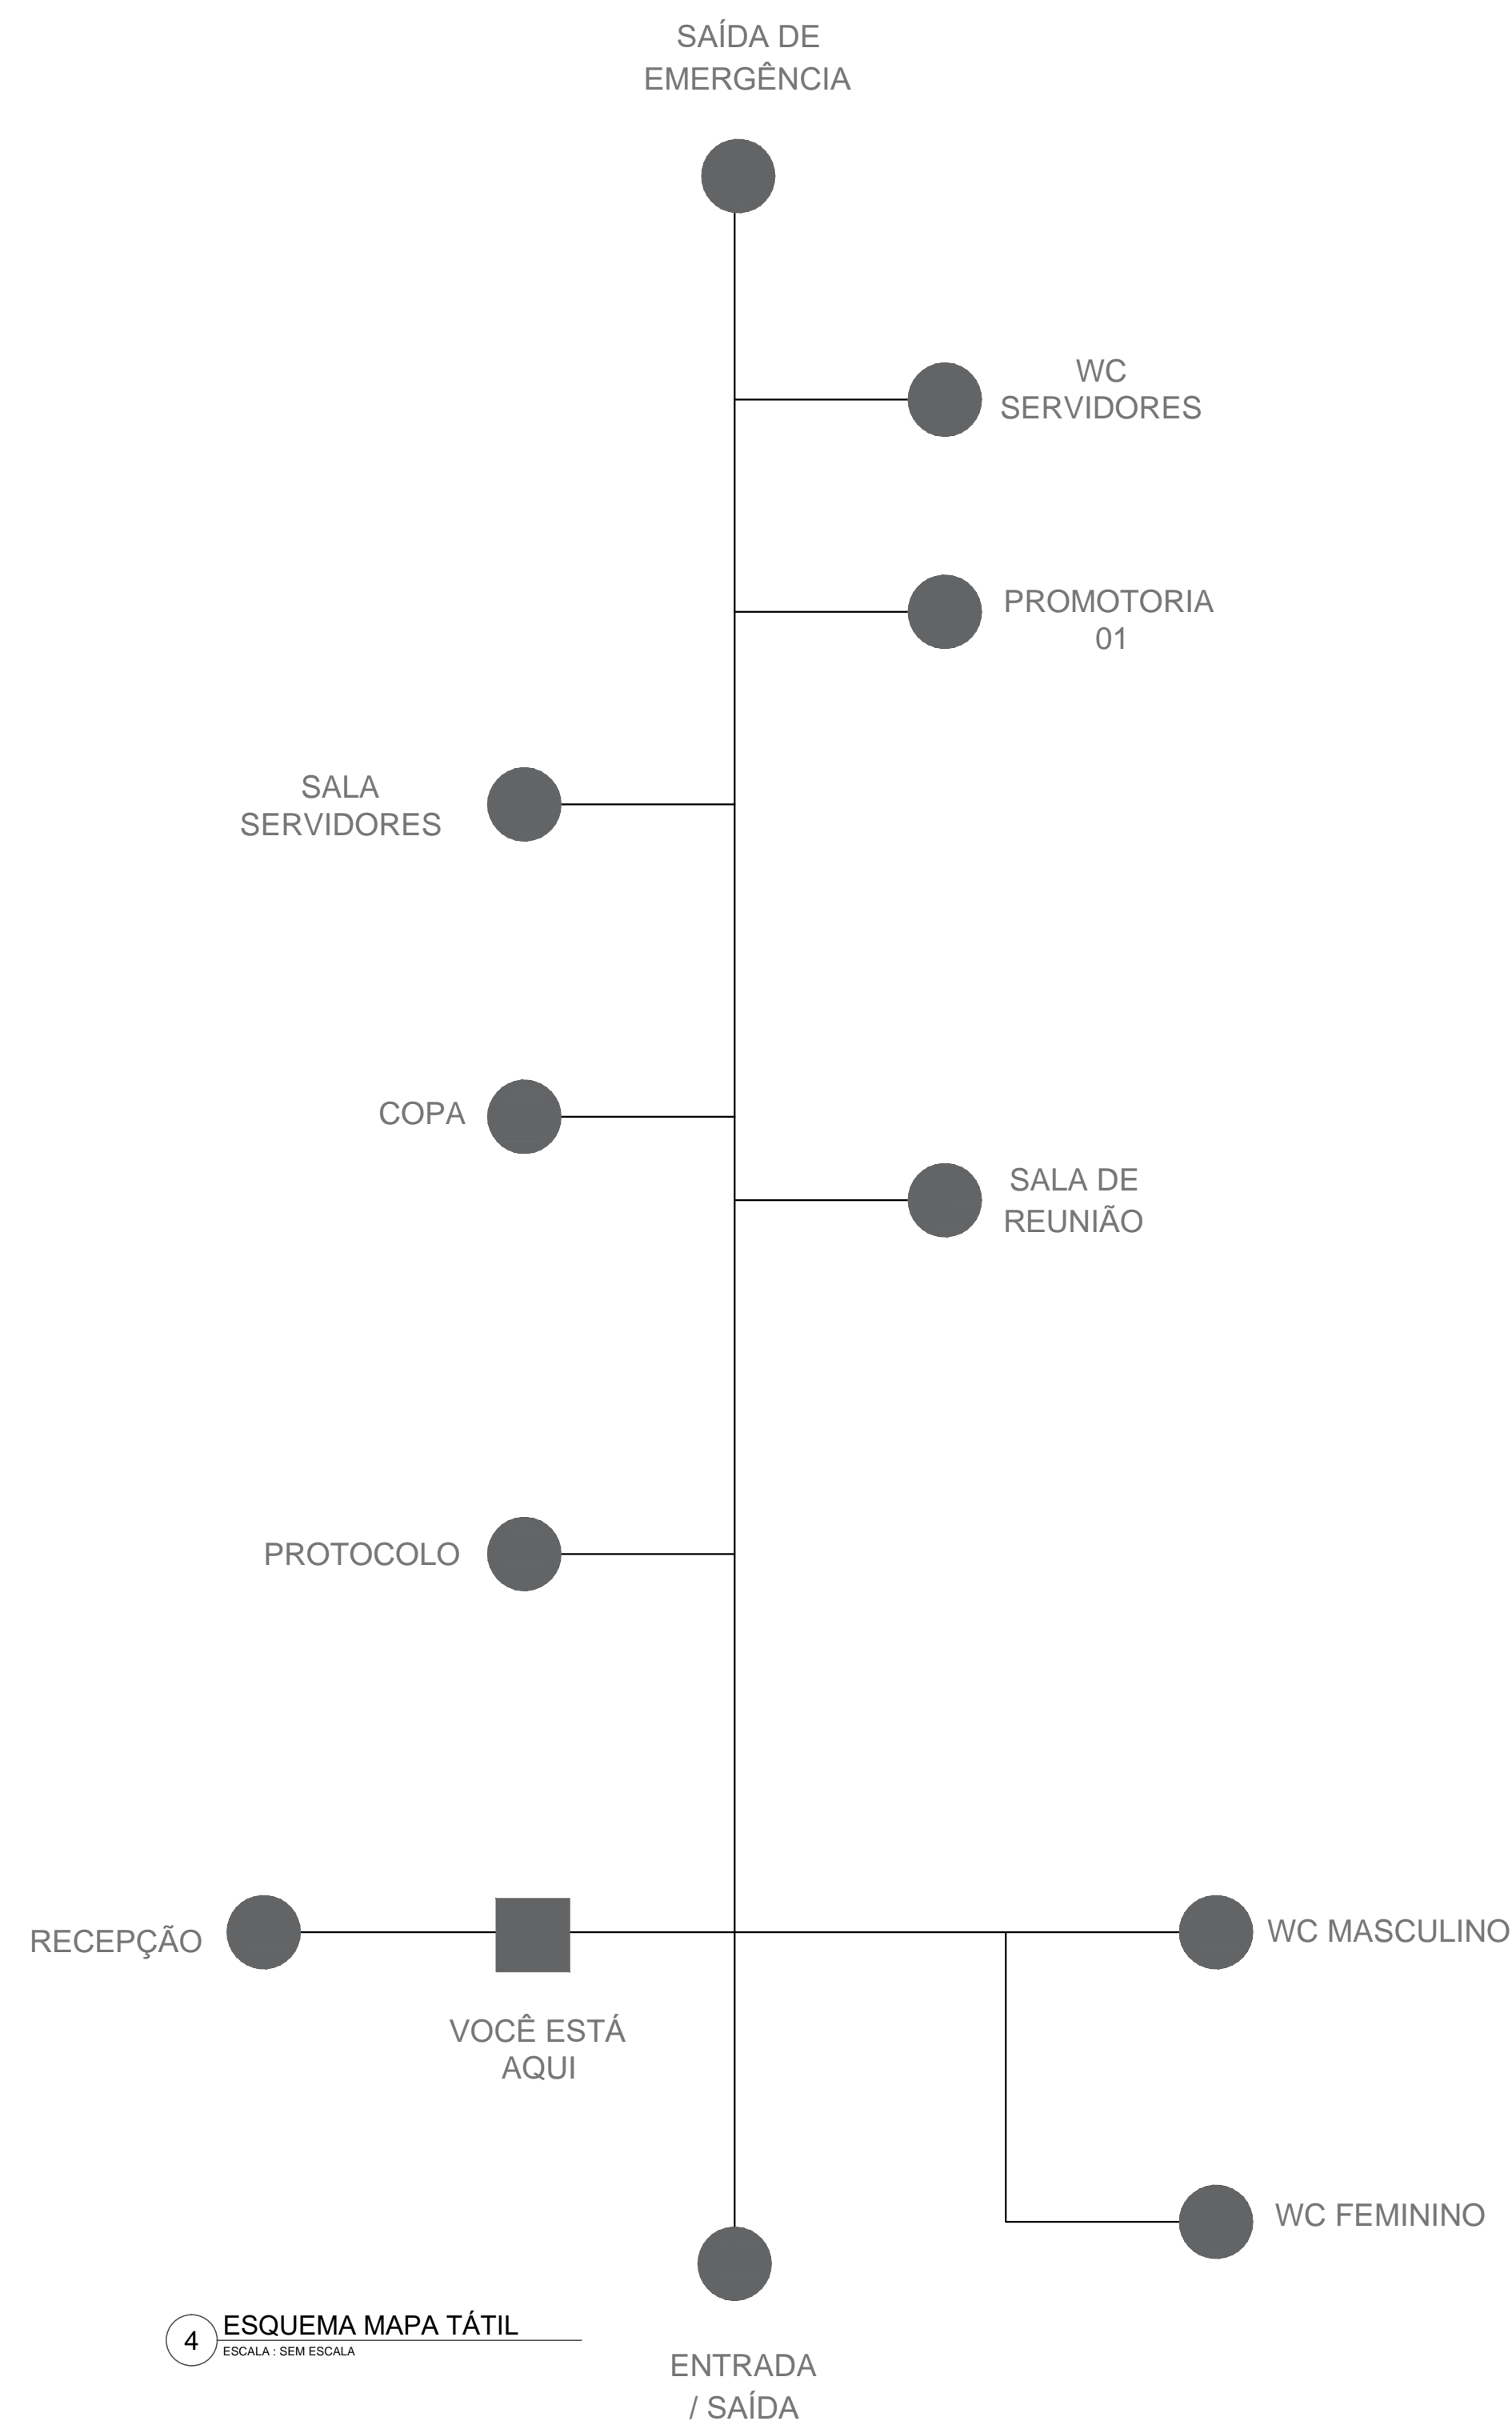 SAÍDA DE
EMERGÊNCIA
WC
SERVIDORES
PROMOTORIA
01
SALA
SERVIDORES
COPA
SALA DE
REUNIÃO
PROTOCOLO
RECEPÇÃO
WC MASCULINO
VOCÊ ESTÁ
AQUI
WC FEMININO
4
ESQUEMA MAPA TÁTIL
ESCALA : SEM ESCALA
ENTRADA
/ SAÍDA